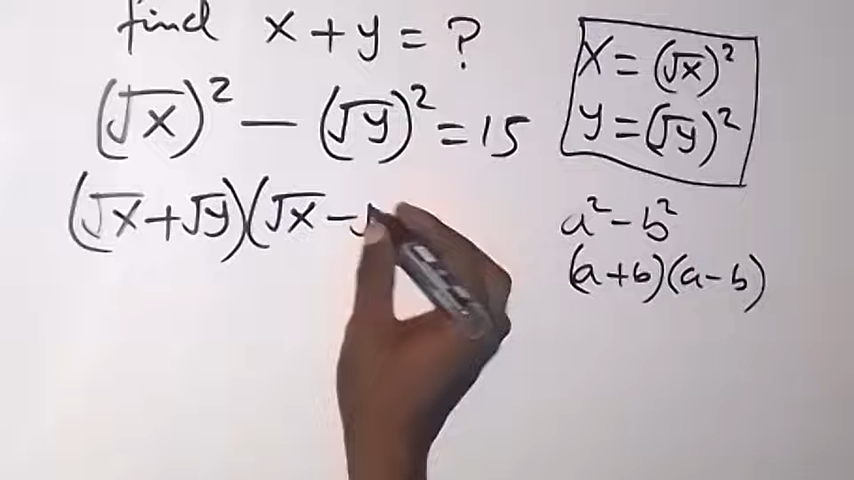 find x + y = ?
(√x)² − (√y)² = 15
(√x + √y)(√x − √
x = (√x)²
y = (√y)²
a² − b²
(a + b)(a − b)